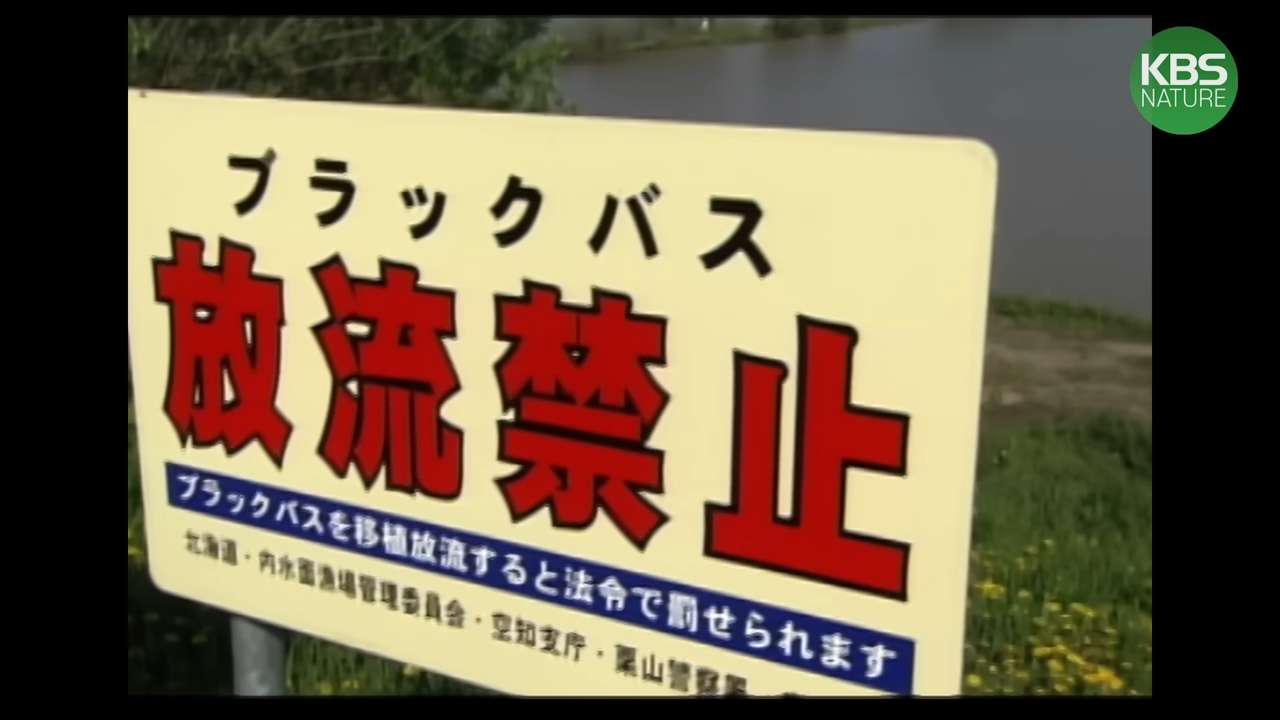 KBS
NATURE
ブラックバス
放流禁止
ブラックバスを移植放流すると法令で罰せられます
北海道・内水面漁場管理委員会・空知支庁・栗山警察署・